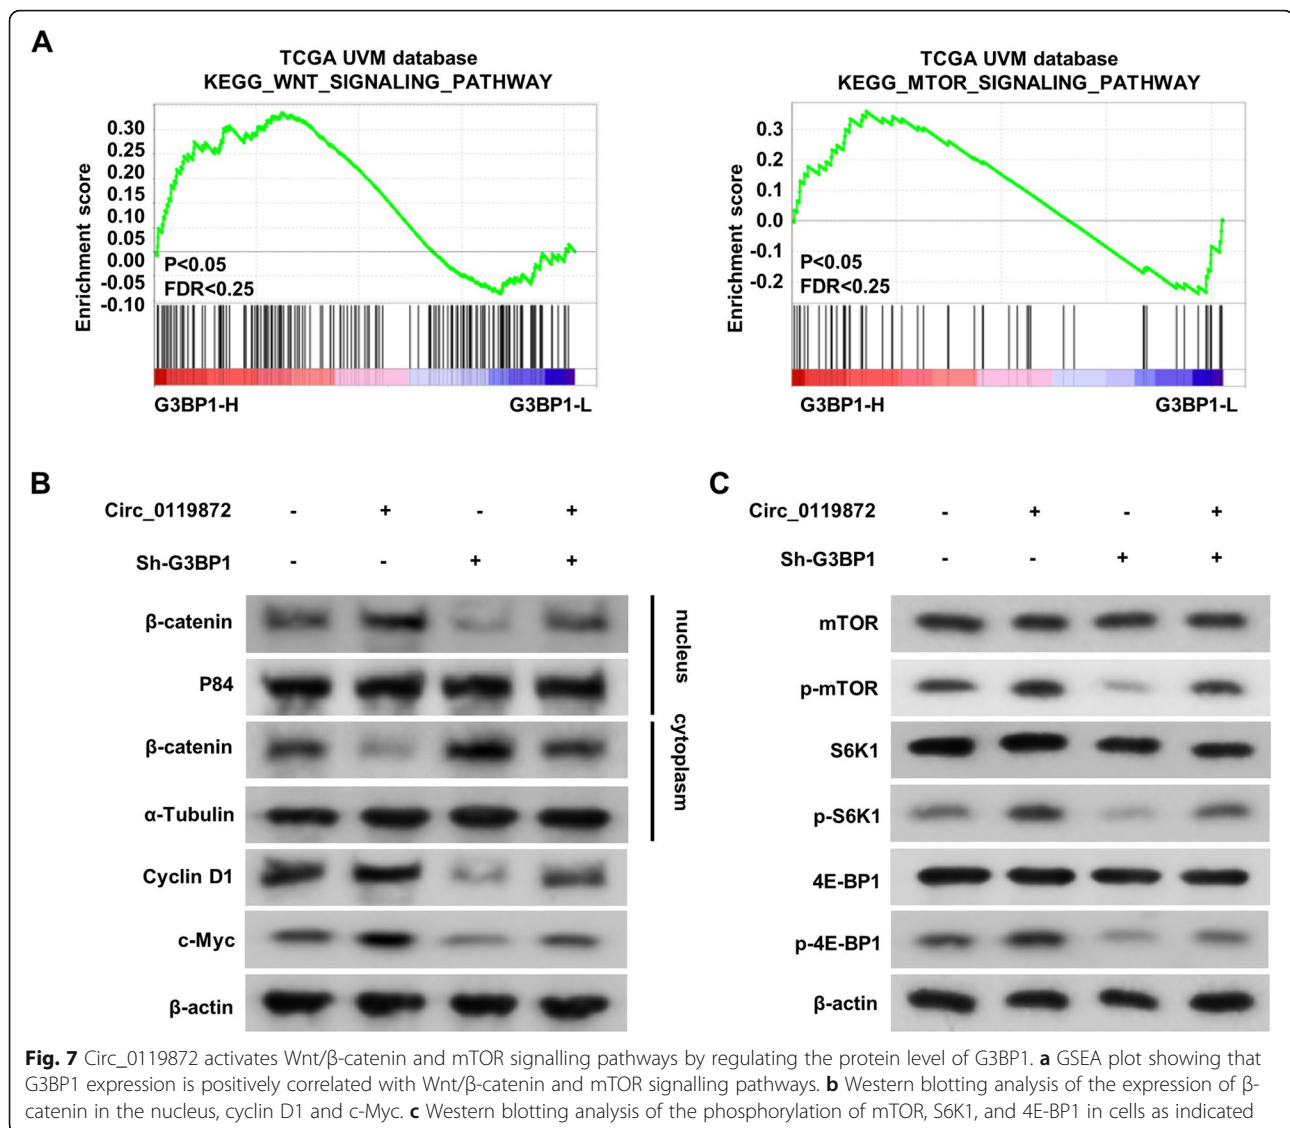 A
TCGA UVM database
KEGG_WNT_SIGNALING_PATHWAY
Enrichment score
0.30
0.25
0.20
0.15
0.10
0.05
0.00
-0.05
-0.10
P<0.05
FDR<0.25
G3BP1-H
G3BP1-L
TCGA UVM database
KEGG_MTOR_SIGNALING_PATHWAY
Enrichment score
0.3
0.2
0.1
0.0
-0.1
-0.2
P<0.05
FDR<0.25
G3BP1-H
G3BP1-L
B
Circ_0119872 - + - +
Sh-G3BP1 - - + +
β-catenin
P84
nucleus
β-catenin
α-Tubulin
cytoplasm
Cyclin D1
c-Myc
β-actin
C
Circ_0119872 - + - +
Sh-G3BP1 - - + +
mTOR
p-mTOR
S6K1
p-S6K1
4E-BP1
p-4E-BP1
β-actin
Fig. 7 Circ_0119872 activates Wnt/β-catenin and mTOR signalling pathways by regulating the protein level of G3BP1. a GSEA plot showing that
G3BP1 expression is positively correlated with Wnt/β-catenin and mTOR signalling pathways. b Western blotting analysis of the expression of β-
catenin in the nucleus, cyclin D1 and c-Myc. c Western blotting analysis of the phosphorylation of mTOR, S6K1, and 4E-BP1 in cells as indicated